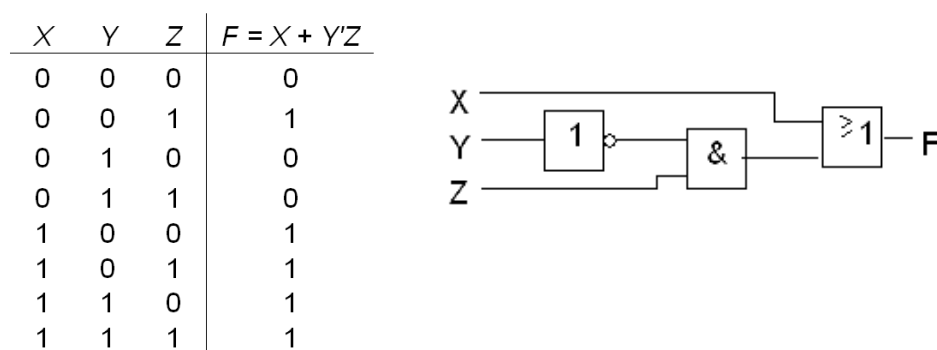 X Y Z F = X + Y'Z
0 0 0 0
0 0 1 1
0 1 0 0
0 1 1 0
1 0 0 1
1 0 1 1
1 1 0 1
1 1 1 1
X
Y
Z
1
&
≥1
F